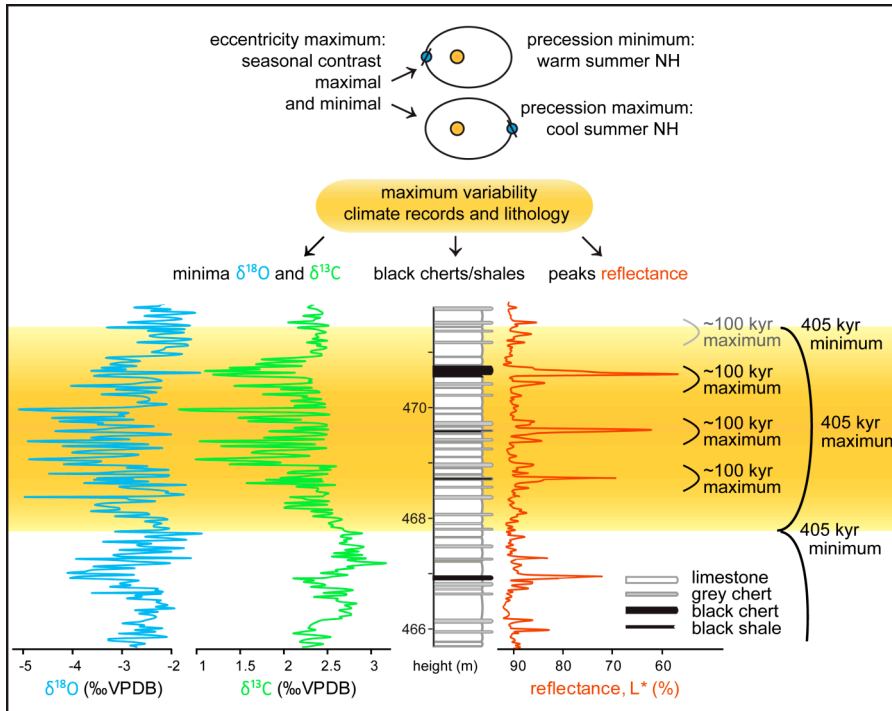 eccentricity maximum:
seasonal contrast
maximal
and minimal
precession minimum:
warm summer NH
precession maximum:
cool summer NH
maximum variability
climate records and lithology
minima δ¹⁸O and δ¹³C
black cherts/shales
peaks reflectance
~100 kyr
maximum
405 kyr
minimum
~100 kyr
maximum
~100 kyr
maximum
405 kyr
maximum
~100 kyr
maximum
405 kyr
minimum
470
468
466
limestone
grey chert
black chert
black shale
-5 -4 -3 -2 -1
δ¹⁸O (‰VPDB)
1 1.5 2 2.5 3
δ¹³C (‰VPDB)
height (m)
90 80 70 60
reflectance, L* (%)